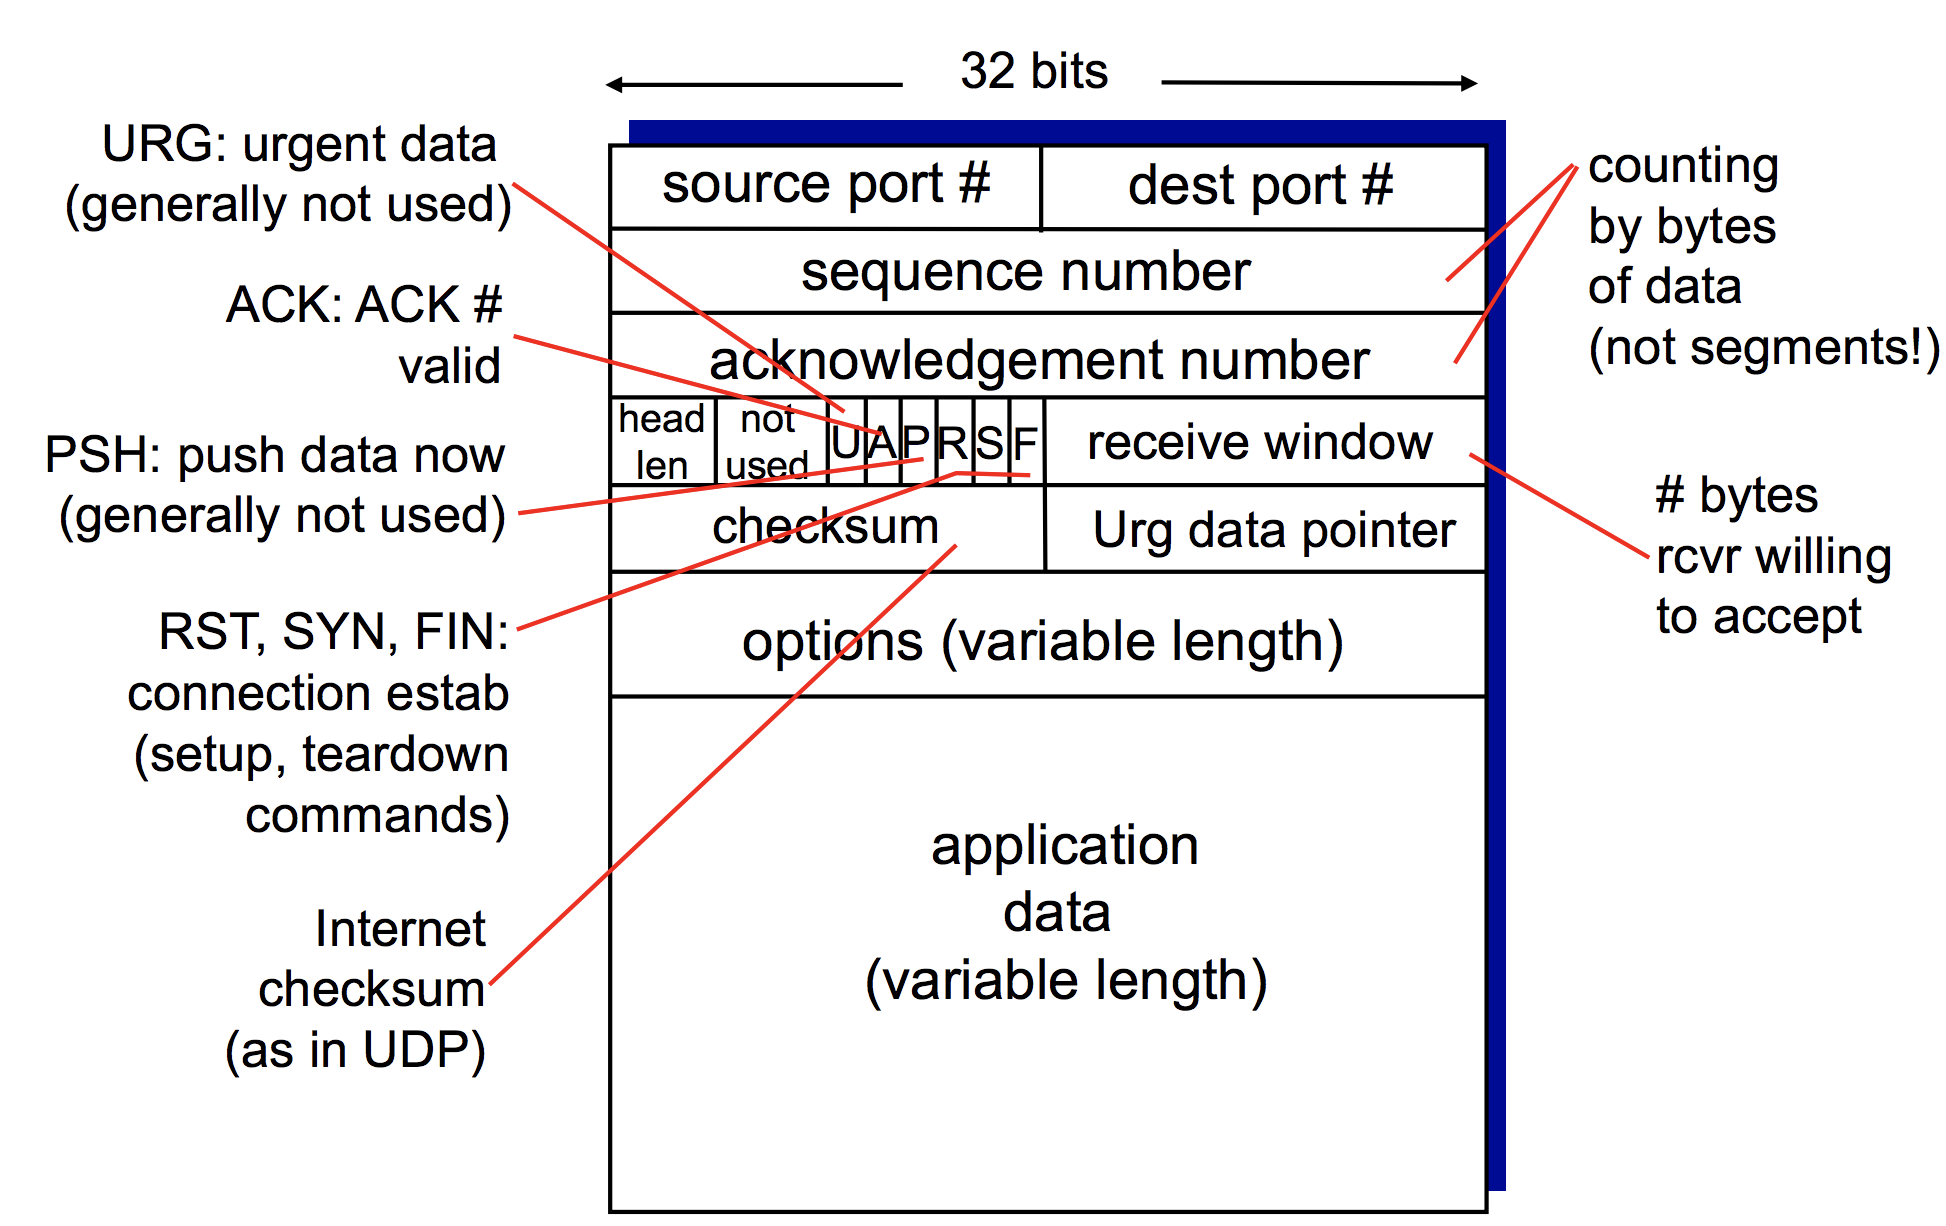 32 bits
URG: urgent data
(generally not used)
ACK: ACK #
valid
PSH: push data now
(generally not used)
RST, SYN, FIN:
connection estab
(setup, teardown
commands)
Internet
checksum
(as in UDP)
source port #
dest port #
sequence number
acknowledgement number
head
len
not
used
U
A
P
R
S
F
receive window
checksum
Urg data pointer
options (variable length)
application
data
(variable length)
counting
by bytes
of data
(not segments!)
# bytes
rcvr willing
to accept